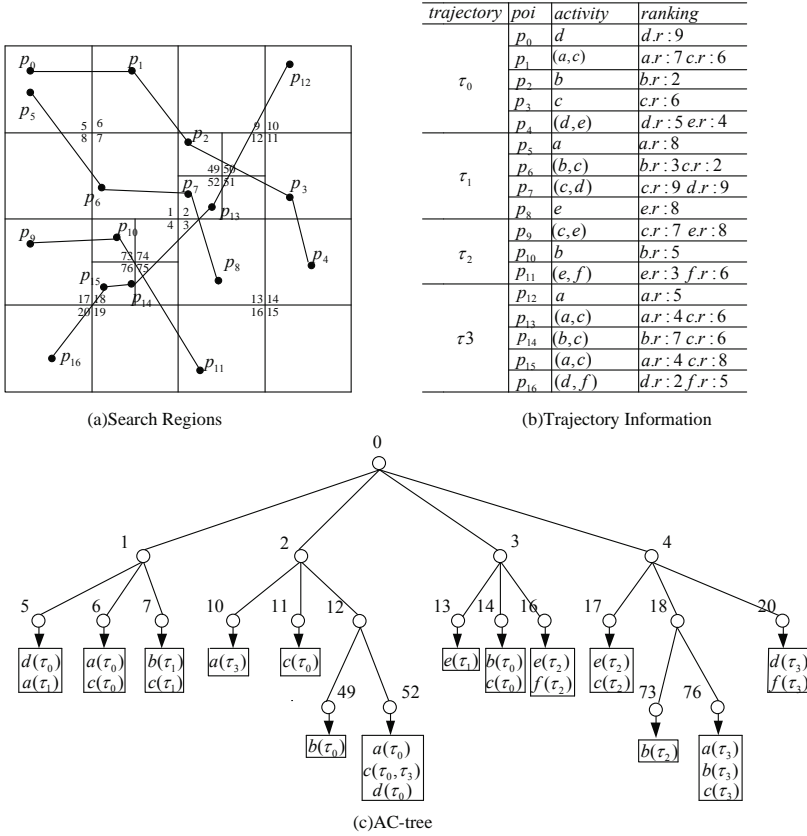 p0 p1 p12
p5
5 6 9 10
8 7 12 11
p2
49 50
52 51
p7 p3
p6
p13
1 2
4 3
p9 p10
p4
73 74
76 75
p8
p15
p14
17 18 13 14
20 19 16 15
p16 p11
(a)Search Regions
trajectory poi activity ranking
τ0 p0 d d.r : 9
p1 (a,c) a.r : 7 c.r : 6
p2 b b.r : 2
p3 c c.r : 6
p4 (d,e) d.r : 5 e.r : 4
τ1 p5 a a.r : 8
p6 (b,c) b.r : 3 c.r : 2
p7 (c,d) c.r : 9 d.r : 9
p8 e e.r : 8
τ2 p9 (c,e) c.r : 7 e.r : 8
p10 b b.r : 5
p11 (e,f) e.r : 3 f.r : 6
τ3 p12 a a.r : 5
p13 (a,c) a.r : 4 c.r : 6
p14 (b,c) b.r : 7 c.r : 6
p15 (a,c) a.r : 4 c.r : 8
p16 (d,f) d.r : 2 f.r : 5
(b)Trajectory Information
0
1 2 3 4
5 6 7 10 11 12 13 14 16 17 18 20
d(τ0) a(τ0) b(τ1) a(τ3) c(τ0) e(τ1) b(τ0) e(τ2) e(τ2) d(τ3)
a(τ1) c(τ0) c(τ1) c(τ0) f(τ2) c(τ2) f(τ3)
49 52 73 76
b(τ0) a(τ0) b(τ2) a(τ3)
c(τ0,τ3) b(τ3)
d(τ0) c(τ3)
(c)AC-tree